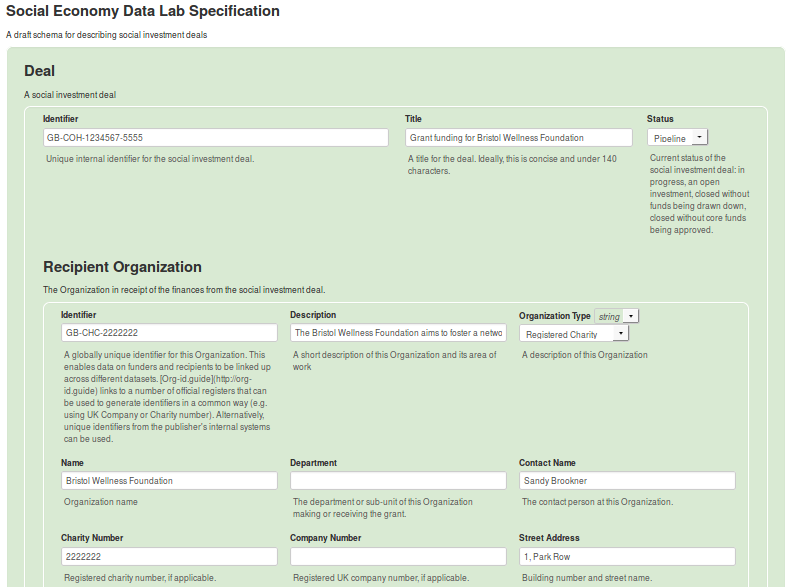 Social Economy Data Lab Specification
A draft schema for describing social investment deals
Deal
A social investment deal
Identifier Title Status
GB-COH-1234567-5555 Grant funding for Bristol Wellness Foundation Pipeline
Unique internal identifier for the social investment deal.
A title for the deal. Ideally, this is concise and under 140
characters.
Current status of the
social investment deal: in
progress, an open
investment, closed without
funds being drawn down,
closed without core funds
being approved.
Recipient Organization
The Organization in receipt of the finances from the social investment deal.
Identifier Description Organization Type string
GB-CHC-2222222 The Bristol Wellness Foundation aims to foster a netwo Registered Charity
A globally unique identifier for this Organization. This
enables data on funders and recipients to be linked up
across different datasets. [Org-id.guide](http://org-
id.guide) links to a number of official registers that can
be used to generate identifiers in a common way (e.g.
using UK Company or Charity number). Alternatively,
unique identifiers from the publisher's internal systems
can be used.
A short description of this Organization and its area of
work
A description of this Organization
Name Department Contact Name
Bristol Wellness Foundation Sandy Brookner
Organization name
The department or sub-unit of this Organization
making or receiving the grant.
The contact person at this Organization.
Charity Number Company Number Street Address
2222222 1, Park Row
Registered charity number, if applicable. Registered UK company number, if applicable. Building number and street name.